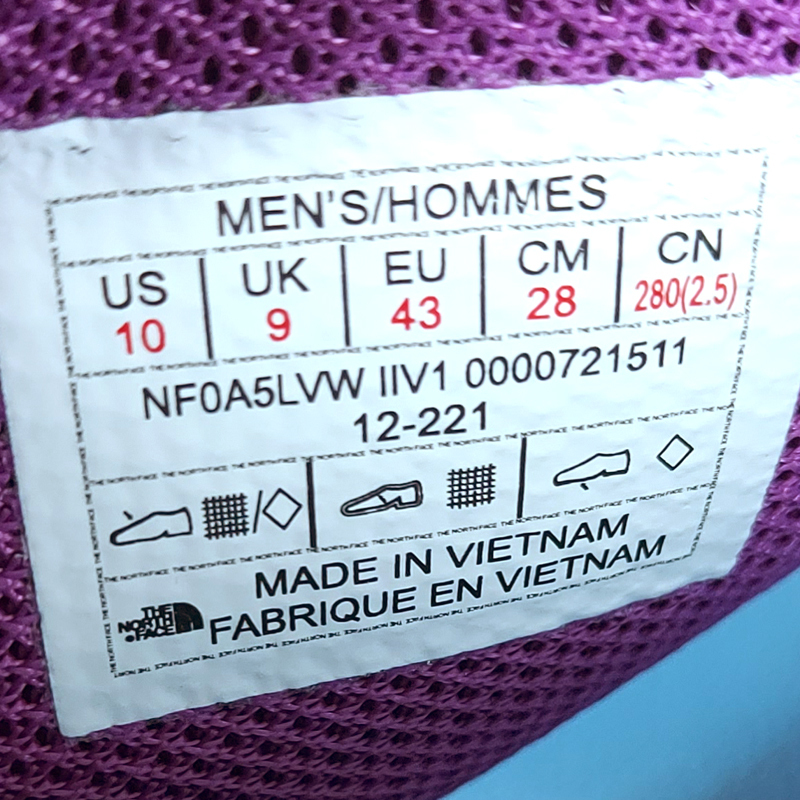 MEN'S/HOMMES
US UK EU CM CN
10 9 43 28 280(2.5)
NF0A5LVW IIV1 0000721511
12-221
MADE IN VIETNAM
FABRIQUE EN VIETNAM
THE
NORTH
FACE